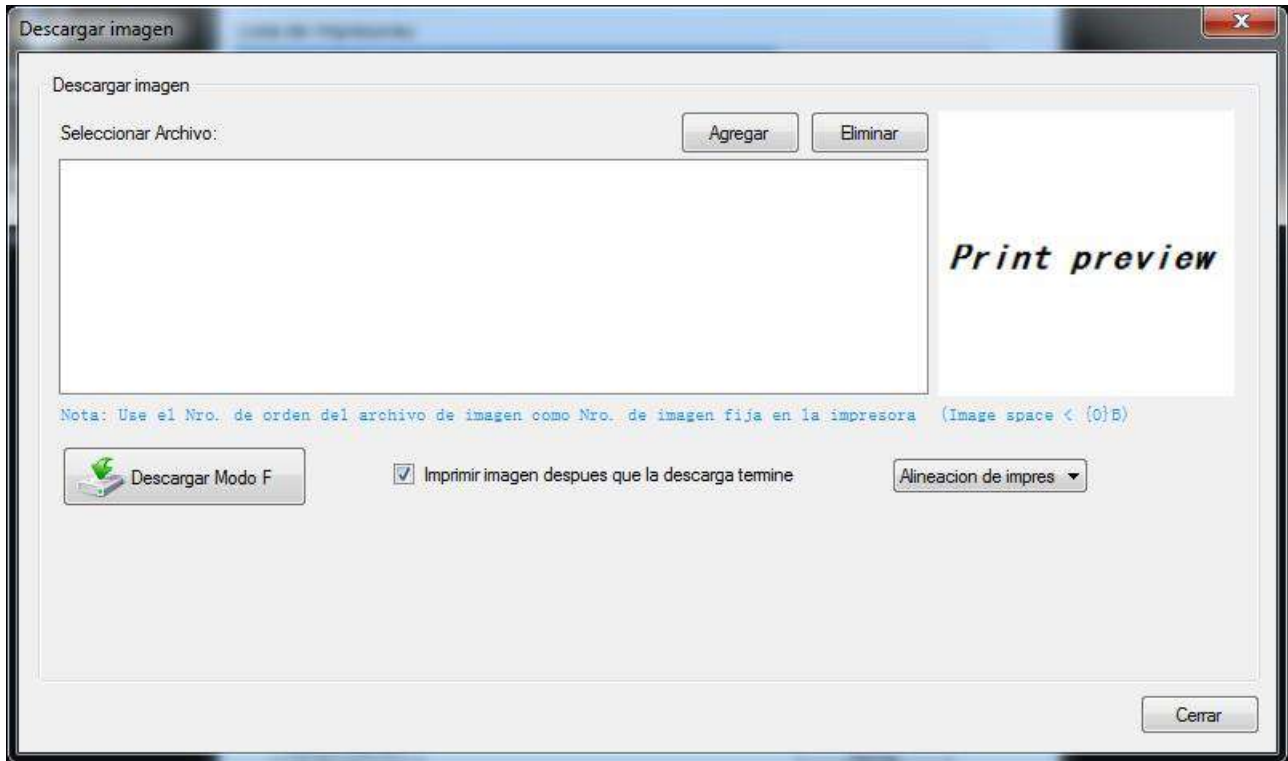 Descargar imagen
Descargar imagen
Seleccionar Archivo:
Agregar
Eliminar
Print preview
Nota: Use el Nro. de orden del archivo de imagen como Nro. de imagen fija en la impresora (Image space < {0}B)
Descargar Modo F
Imprimir imagen despues que la descarga termine
Alineacion de impres
Cerrar